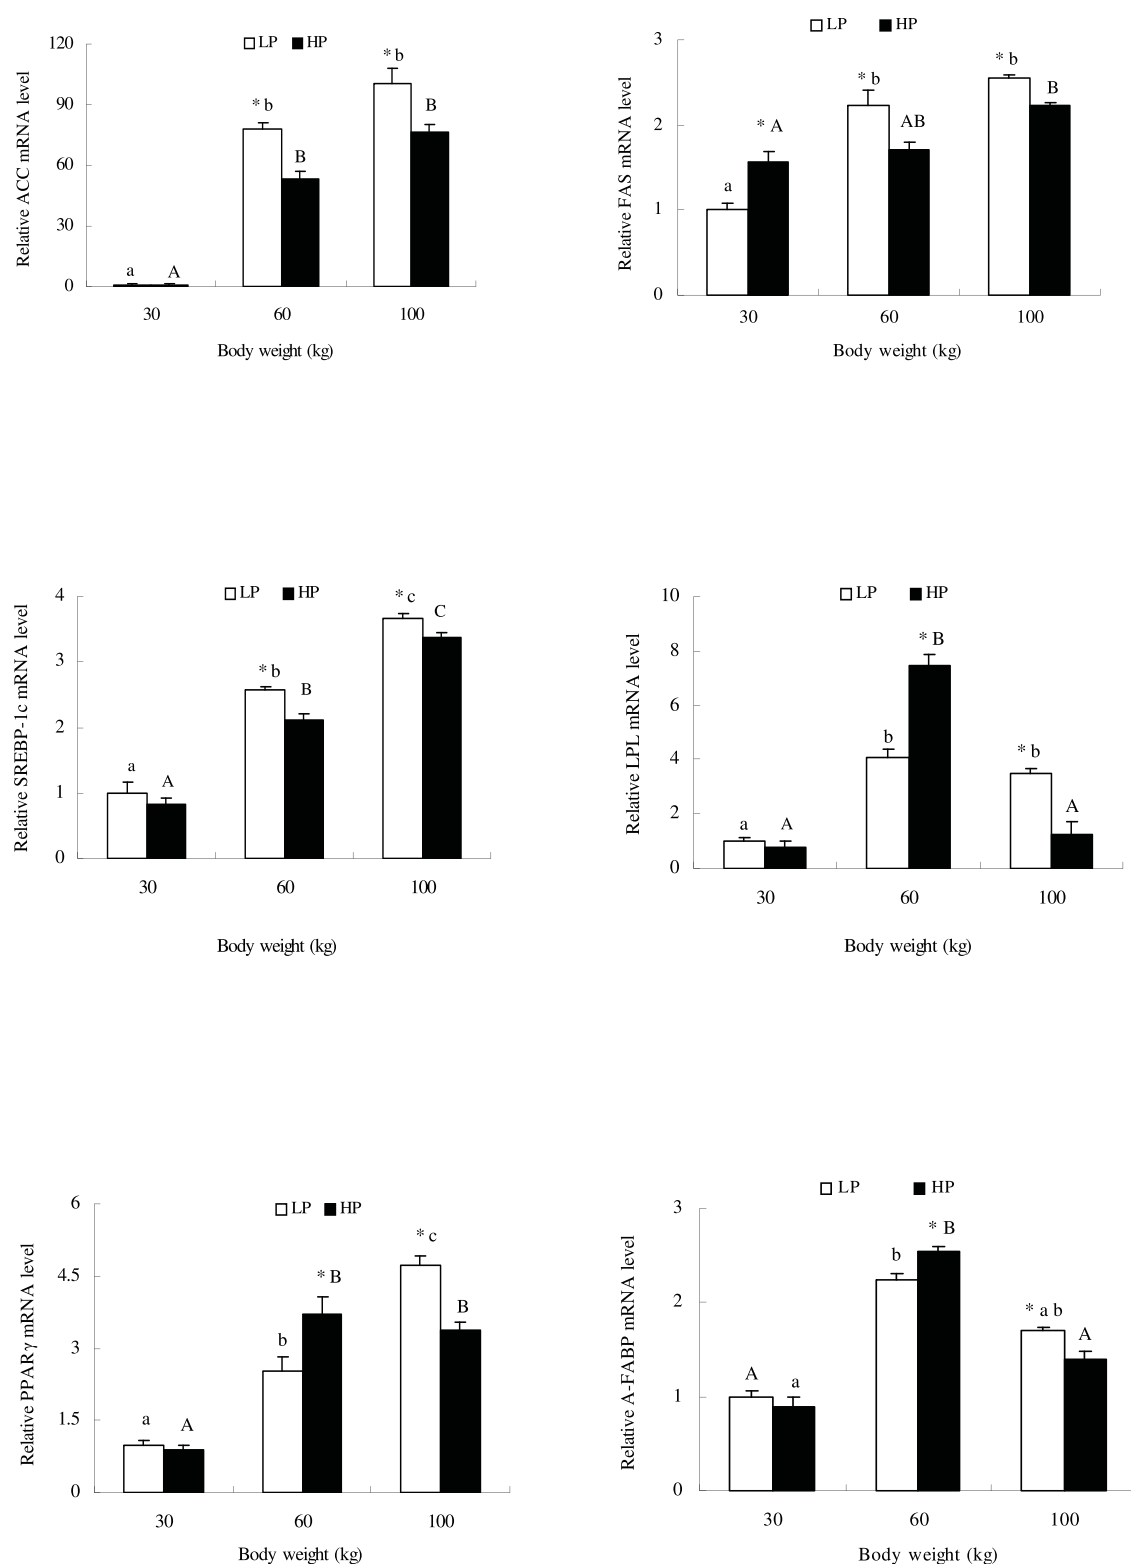 LP HP
120
90
60
30
0
Relative ACC mRNA level
a A
* b B
* b B
30 60 100
Body weight (kg)
LP HP
3
2
1
0
Relative FAS mRNA level
a * A
* b AB
* b B
30 60 100
Body weight (kg)
LP HP
4
3
2
1
0
Relative SREBP-1c mRNA level
a A
* b B
* c C
30 60 100
Body weight (kg)
LP HP
10
8
6
4
2
0
Relative LPL mRNA level
a A
b * B
* b A
30 60 100
Body weight (kg)
LP HP
6
4.5
3
1.5
0
Relative PPARγ mRNA level
a A
b * B
* c B
30 60 100
Body weight (kg)
LP HP
3
2
1
0
Relative A-FABP mRNA level
A a
b * B
* a b A
30 60 100
Body weight (kg)